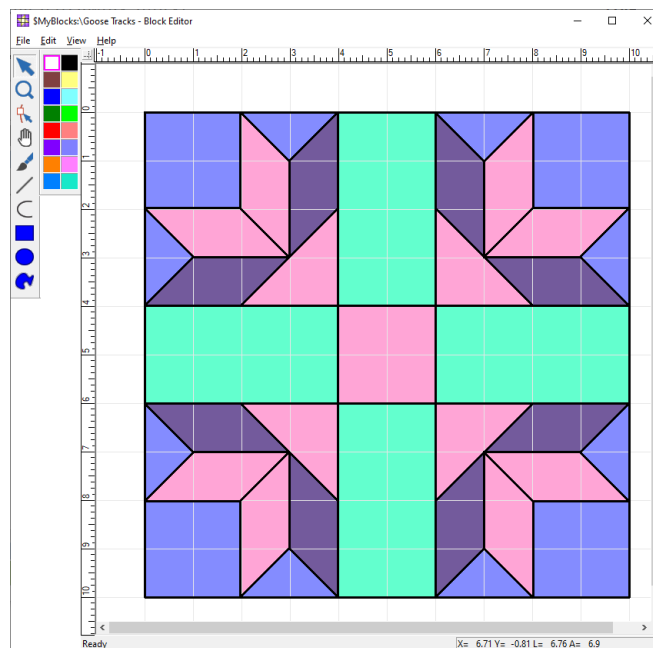 $MyBlocks:\Goose Tracks - Block Editor
File Edit View Help
-1 0 1 2 3 4 5 6 7 8 9 10
0
1
2
3
4
5
6
7
8
9
10
Ready
X= 6.71 Y= -0.81 L= 6.76 A= 6.9